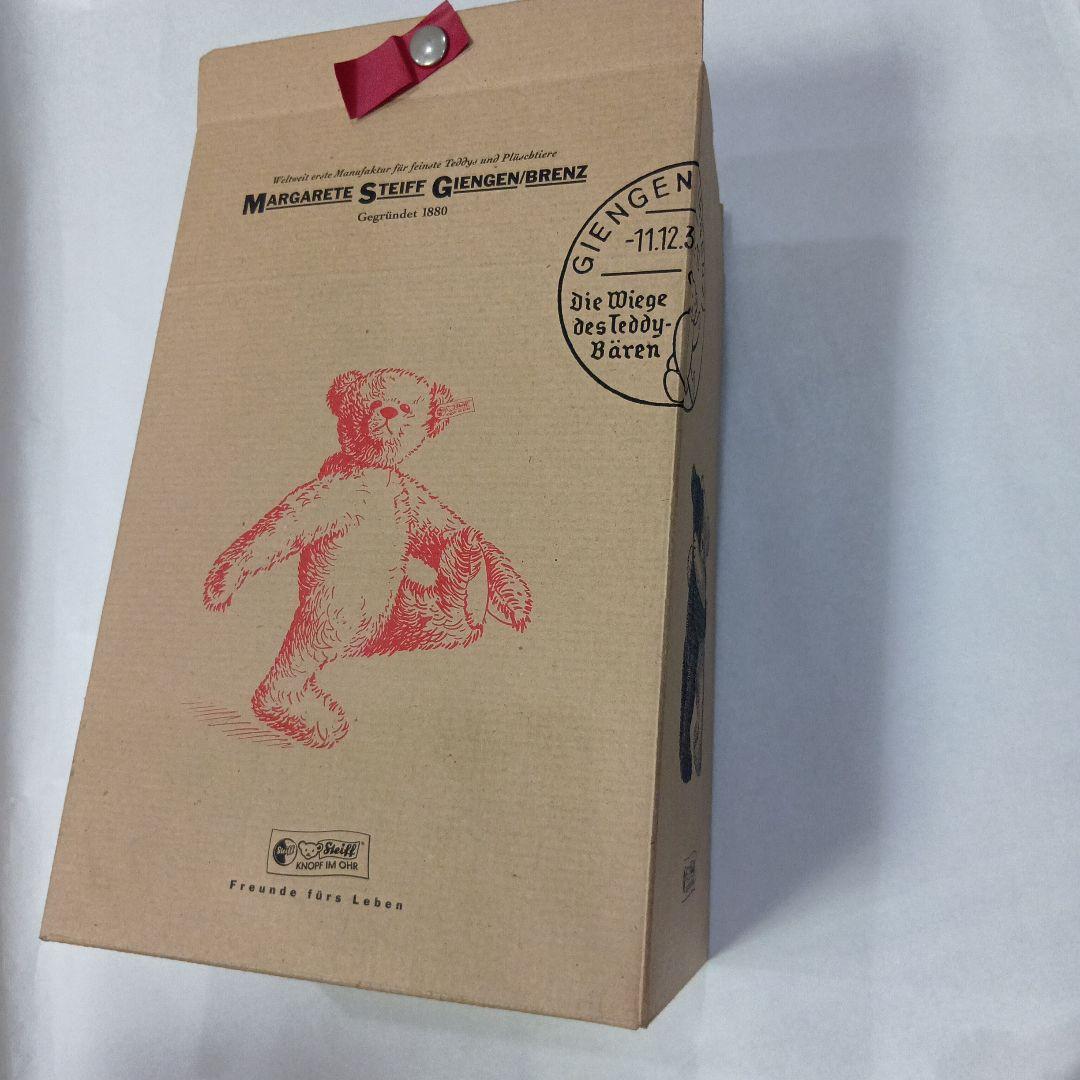 Weltweit erste Manufaktur für feinste Teddys und Plüschtiere
MARGARETE STEIFF GIENGEN/BRENZ
Gegründet 1880
GIENGEN
-11.12.3
Die Wiege
des Teddy-
Bären
Steiff
Steiff
KNOPF IM OHR
Freunde fürs Leben